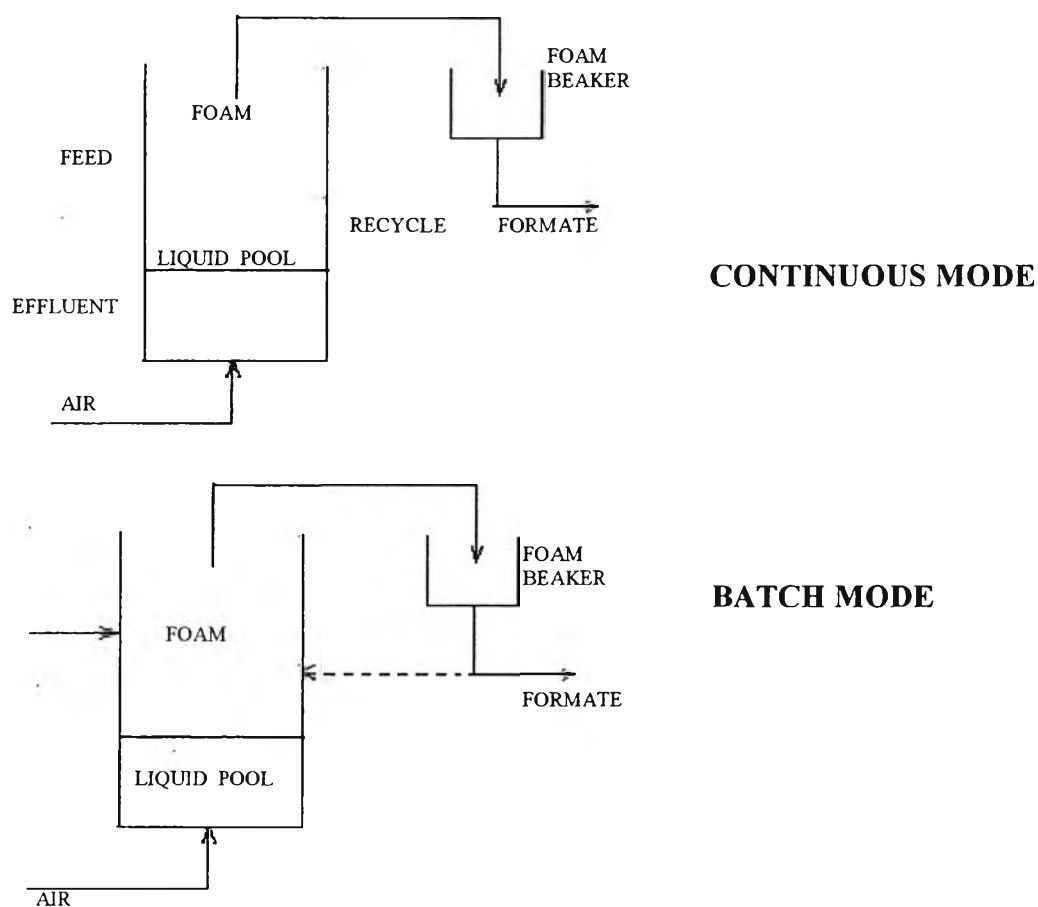 FOAM
BEAKER
FOAM
FEED
RECYCLE
FORMATE
LIQUID POOL
CONTINUOUS MODE
EFFLUENT
AIR
FOAM
BEAKER
BATCH MODE
FOAM
FORMATE
LIQUID POOL
AIR